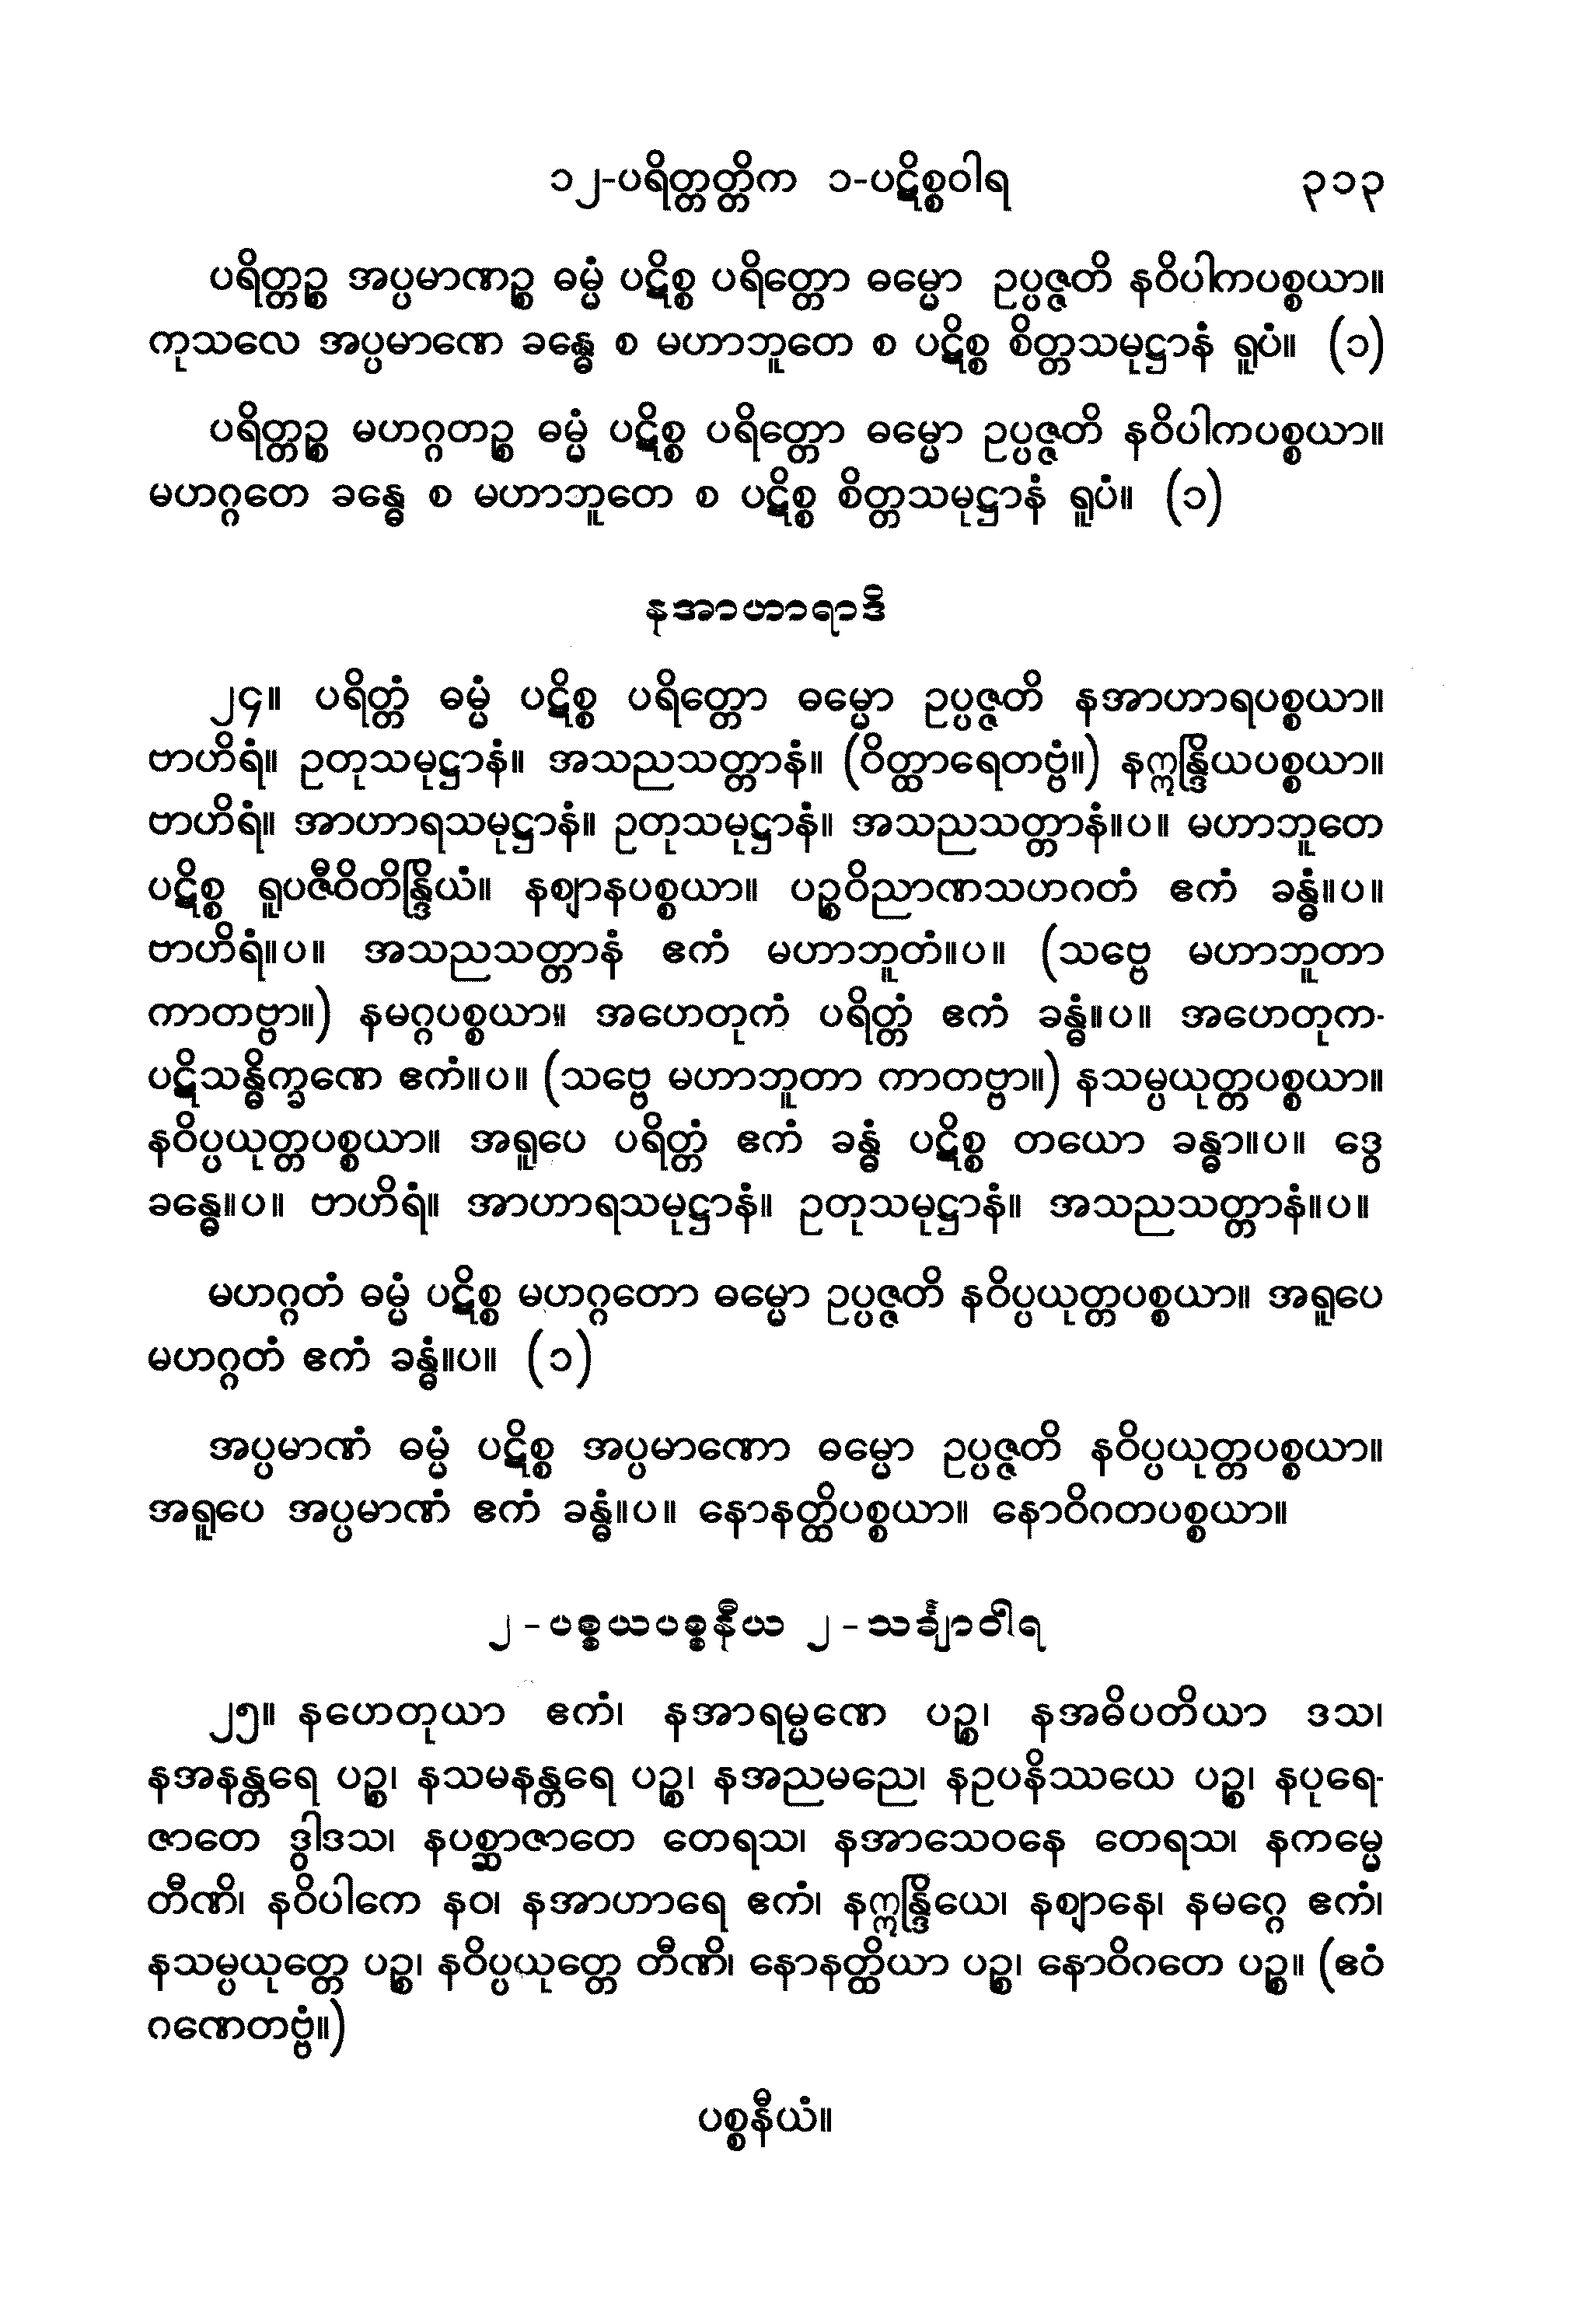 ၁၂-ပရိတ္တတ္တိက ၁-ပဋိစ္စဝါရ ၃၁၃
ပရိတ္တဉ္စ အပ္ပမာဏဉ္စ ဓမ္မံ ပဋိစ္စ ပရိတ္တော ဓမ္မော ဥပ္ပဇ္ဇတိ နဝိပါကပစ္စယာ။
ကုသလေ အပ္ပမာဏေ ခန္ဓေ စ မဟာဘူတေ စ ပဋိစ္စ စိတ္တသမုဋ္ဌာနံ ရူပံ။ (၁)
ပရိတ္တဉ္စ မဟဂ္ဂတဉ္စ ဓမ္မံ ပဋိစ္စ ပရိတ္တော ဓမ္မော ဥပ္ပဇ္ဇတိ နဝိပါကပစ္စယာ။
မဟဂ္ဂတေ ခန္ဓေ စ မဟာဘူတေ စ ပဋိစ္စ စိတ္တသမုဋ္ဌာနံ ရူပံ။ (၁)
နအာဟာရာဒိ
၂၄။ ပရိတ္တံ ဓမ္မံ ပဋိစ္စ ပရိတ္တော ဓမ္မော ဥပ္ပဇ္ဇတိ နအာဟာရပစ္စယာ။
ဗာဟိရံ။ ဥတုသမုဋ္ဌာနံ။ အသညသတ္တာနံ။ (ဝိတ္ထာရေတဗ္ဗံ။) နဣန္ဒြိယပစ္စယာ။
ဗာဟိရံ။ အာဟာရသမုဋ္ဌာနံ။ ဥတုသမုဋ္ဌာနံ။ အသညသတ္တာနံ။ပ။ မဟာဘူတေ
ပဋိစ္စ ရူပဇီဝိတိန္ဒြိယံ။ နဈာနပစ္စယာ။ ပဉ္စဝိညာဏသဟဂတံ ဧကံ ခန္ဓံ။ပ။
ဗာဟိရံ။ပ။ အသညသတ္တာနံ ဧကံ မဟာဘူတံ။ပ။ (သဗ္ဗေ မဟာဘူတာ
ကာတဗ္ဗာ။) နမဂ္ဂပစ္စယာ။ အဟေတုကံ ပရိတ္တံ ဧကံ ခန္ဓံ။ပ။ အဟေတုက-
ပဋိသန္ဓိက္ခဏေ ဧကံ။ပ။ (သဗ္ဗေ မဟာဘူတာ ကာတဗ္ဗာ။) နသမ္ပယုတ္တပစ္စယာ။
နဝိပ္ပယုတ္တပစ္စယာ။ အရူပေ ပရိတ္တံ ဧကံ ခန္ဓံ ပဋိစ္စ တယော ခန္ဓာ။ပ။ ဒွေ
ခန္ဓေ။ပ။ ဗာဟိရံ။ အာဟာရသမုဋ္ဌာနံ။ ဥတုသမုဋ္ဌာနံ။ အသညသတ္တာနံ။ပ။
မဟဂ္ဂတံ ဓမ္မံ ပဋိစ္စ မဟဂ္ဂတော ဓမ္မော ဥပ္ပဇ္ဇတိ နဝိပ္ပယုတ္တပစ္စယာ။ အရူပေ
မဟဂ္ဂတံ ဧကံ ခန္ဓံ။ပ။ (၁)
အပ္ပမာဏံ ဓမ္မံ ပဋိစ္စ အပ္ပမာဏော ဓမ္မော ဥပ္ပဇ္ဇတိ နဝိပ္ပယုတ္တပစ္စယာ။
အရူပေ အပ္ပမာဏံ ဧကံ ခန္ဓံ။ပ။ နောနတ္ထိပစ္စယာ။ နောဝိဂတပစ္စယာ။
၂-ပစ္စယပစ္စနီယ ၂-သင်္ချာဝါရ
၂၅။ နဟေတုယာ ဧကံ၊ နအာရမ္မဏေ ပဉ္စ၊ နအဓိပတိယာ ဒသ၊
နအနန္တရေ ပဉ္စ၊ နသမနန္တရေ ပဉ္စ၊ နအညမညေ၊ နဥပနိဿယေ ပဉ္စ၊ နပုရေ-
ဇာတေ ဒွါဒသ၊ နပစ္ဆာဇာတေ တေရသ၊ နအာသေဝနေ တေရသ၊ နကမ္မေ
တီဏိ၊ နဝိပါကေ နဝ၊ နအာဟာရေ ဧကံ၊ နဣန္ဒြိယေ၊ နဈာနေ၊ နမဂ္ဂေ ဧကံ၊
နသမ္ပယုတ္တေ ပဉ္စ၊ နဝိပ္ပယုတ္တေ တီဏိ၊ နောနတ္ထိယာ ပဉ္စ၊ နောဝိဂတေ ပဉ္စ။ (ဧဝံ
ဂဏေတဗ္ဗံ။)
ပစ္စနီယံ။